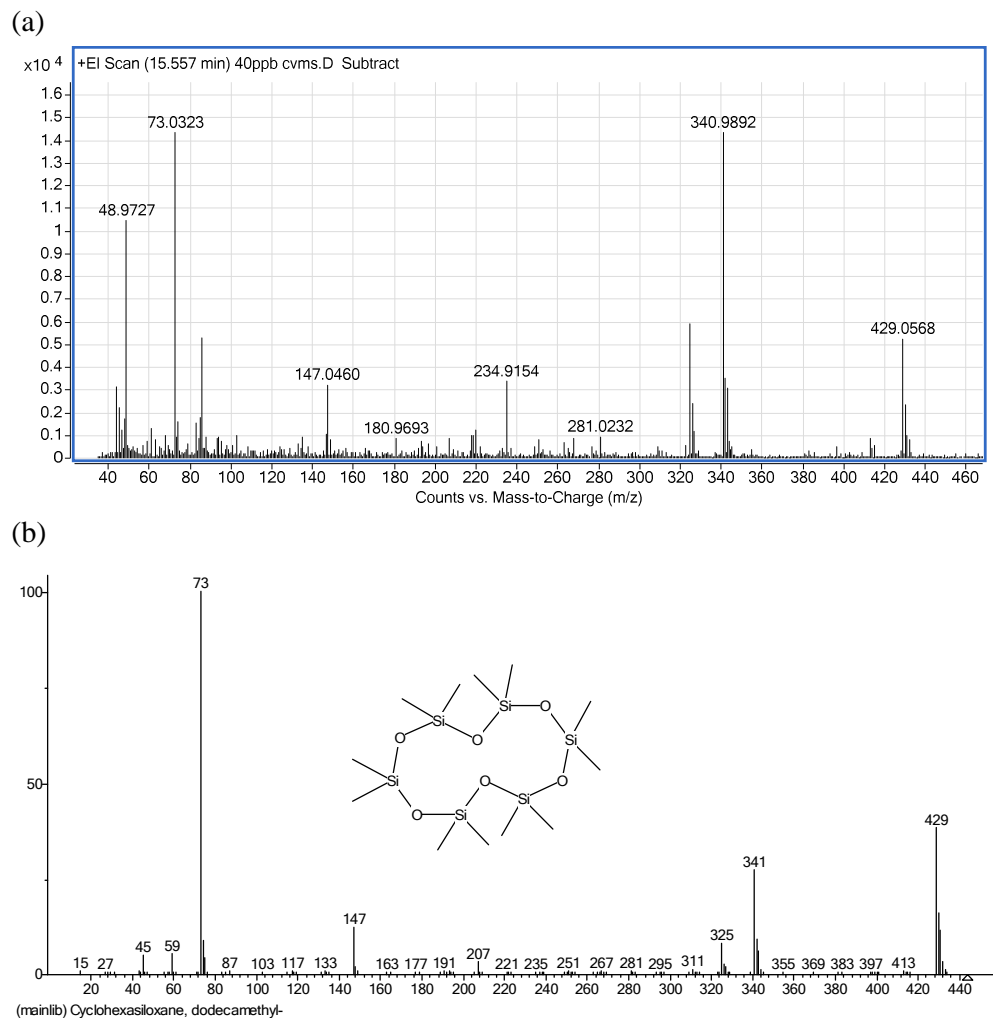 (a)
x10 4
+EI Scan (15.557 min) 40ppb cvms.D Subtract
1.6
1.5
1.4
1.3
1.2
1.1
1
0.9
0.8
0.7
0.6
0.5
0.4
0.3
0.2
0.1
0
48.9727
73.0323
147.0460
180.9693
234.9154
281.0232
340.9892
429.0568
40 60 80 100 120 140 160 180 200 220 240 260 280 300 320 340 360 380 400 420 440 460
Counts vs. Mass-to-Charge (m/z)
(b)
100
50
0
73
15 27 45 59 87 103 117 133 147 163 177 191 207 221 235 251 267 281 295 311 325 341 355 369 383 397 413 429
Si O Si O Si O Si O Si O Si O
20 40 60 80 100 120 140 160 180 200 220 240 260 280 300 320 340 360 380 400 420 440
(mainlib) Cyclohexasiloxane, dodecamethyl-